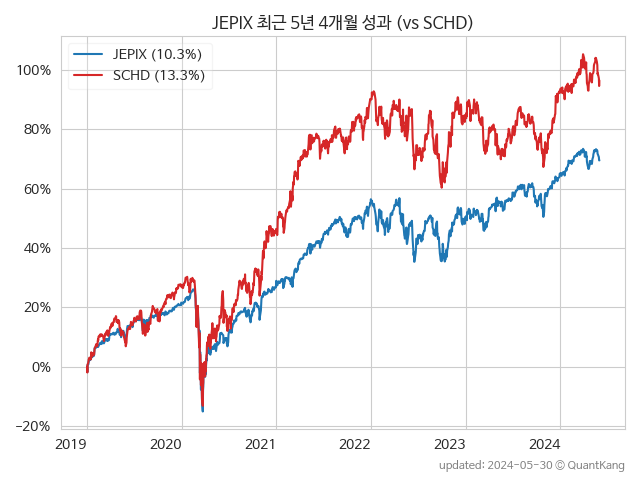 JEPIX 최근 5년 4개월 성과 (vs SCHD)
JEPIX (10.3%)
SCHD (13.3%)
100%
80%
60%
40%
20%
0%
−20%
2019 2020 2021 2022 2023 2024
updated: 2024-05-30 © QuantKang